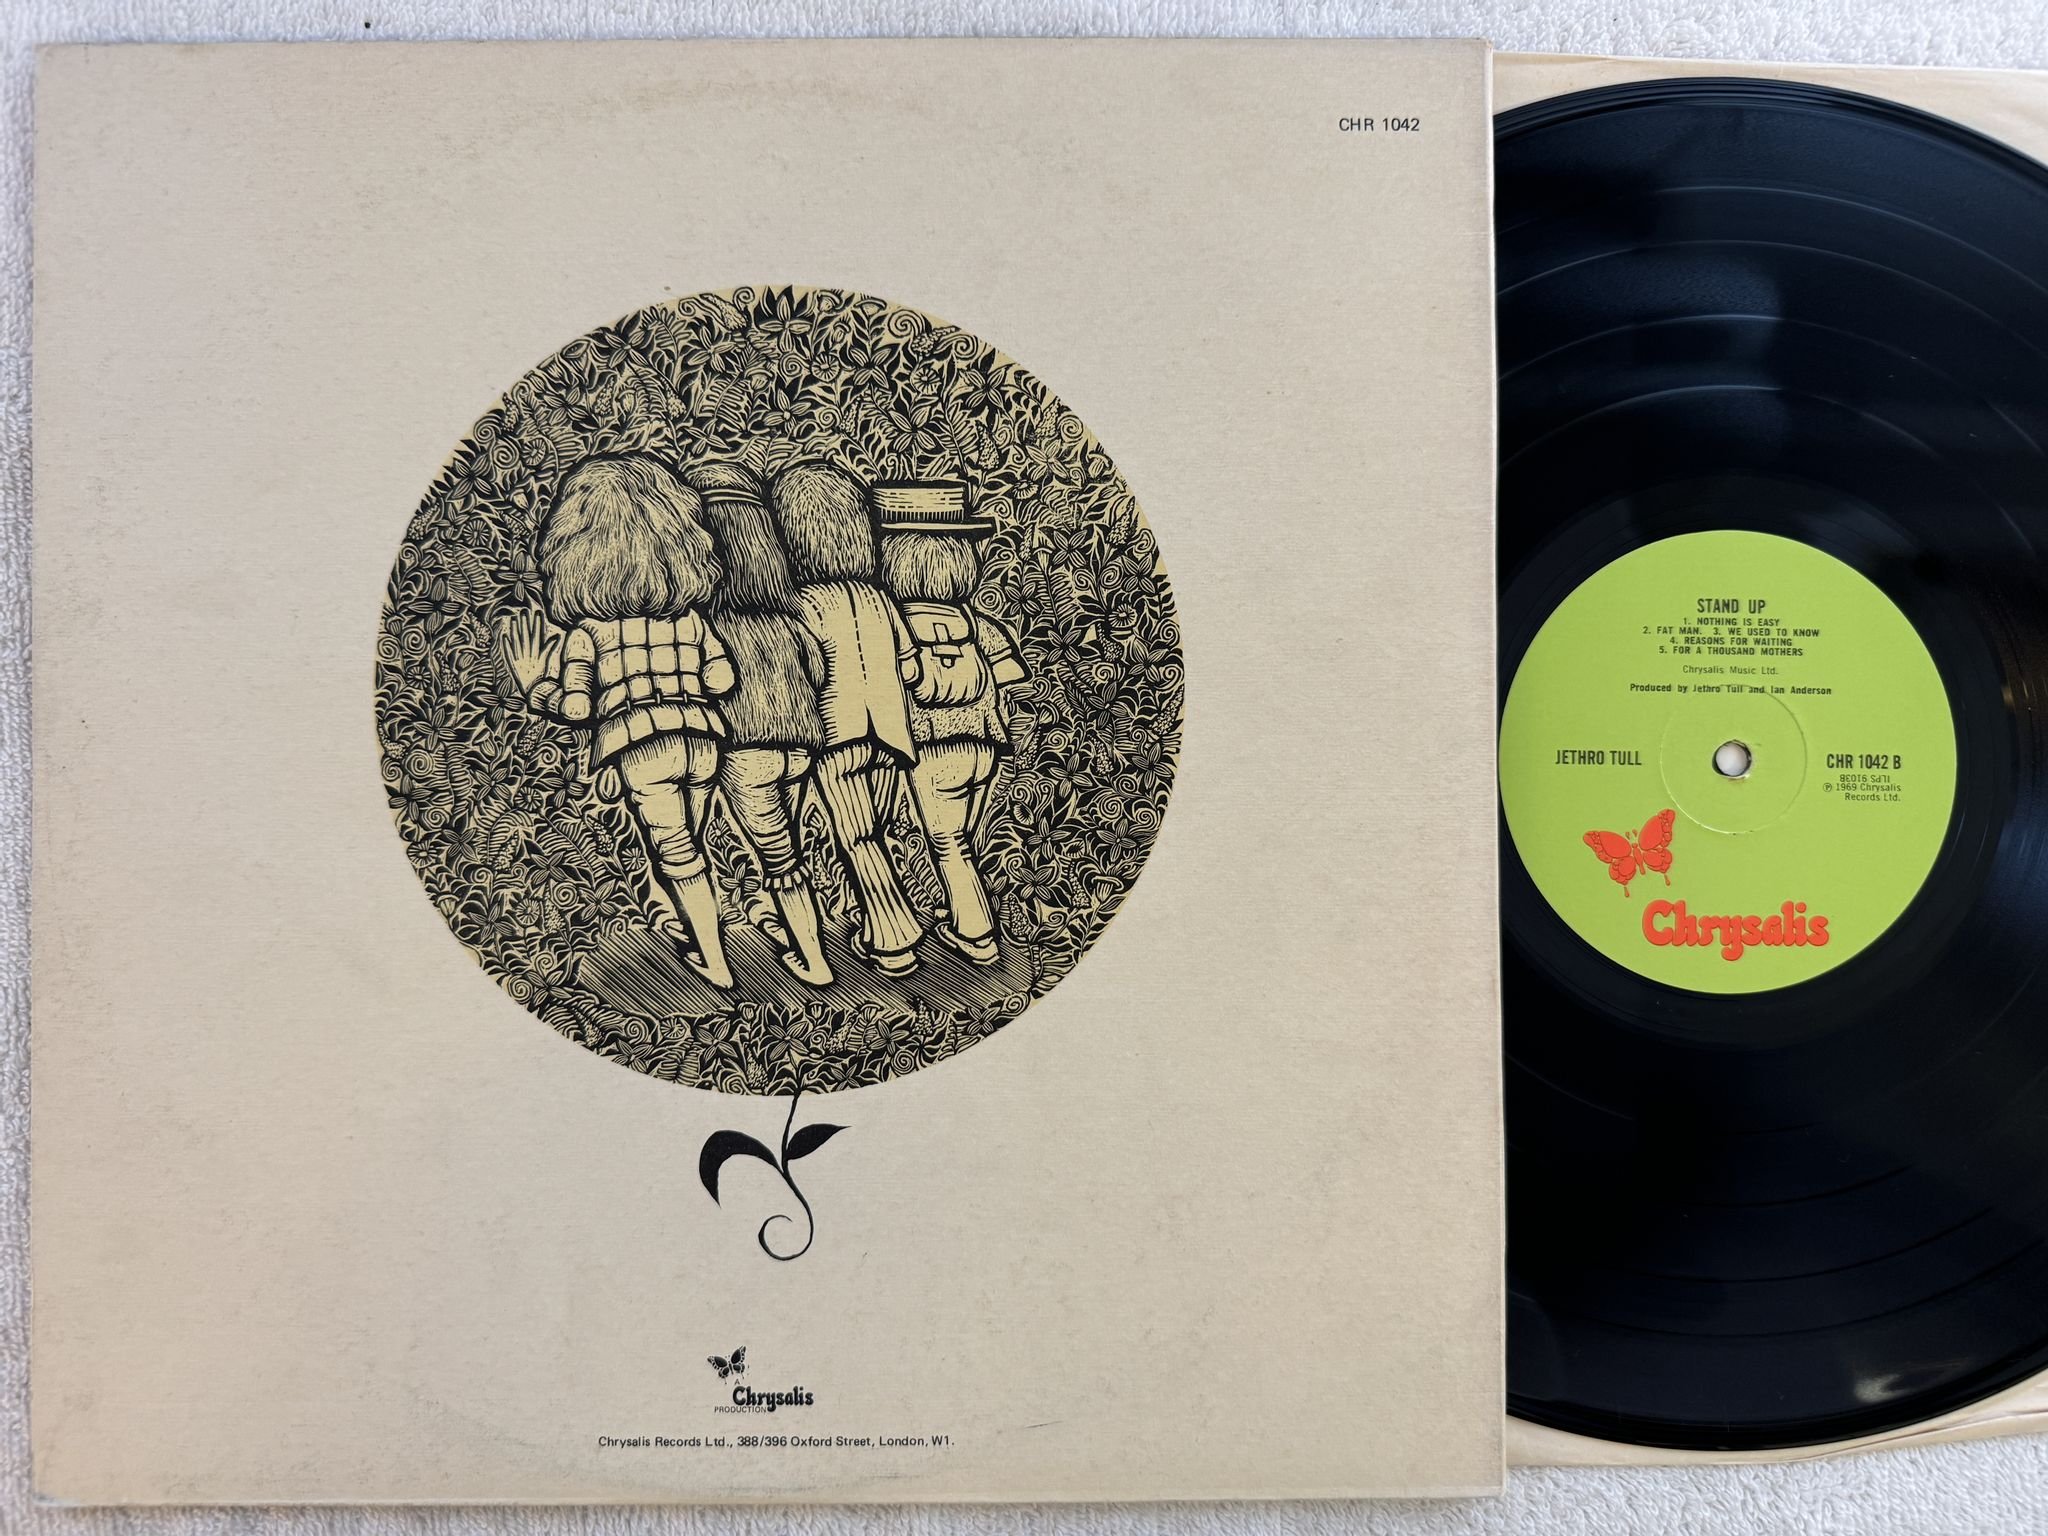 CHR 1042
A
Chrysalis
PRODUCTION
Chrysalis Records Ltd., 388/396 Oxford Street, London, W1.
STAND UP
1. NOTHING IS EASY
2. FAT MAN. 3. WE USED TO KNOW
4. REASONS FOR WAITING
5. FOR A THOUSAND MOTHERS
Chrysalis Music Ltd.
Produced by Jethro Tull and Ian Anderson
JETHRO TULL
CHR 1042 B
ILPS 9103B
℗ 1969 Chrysalis
Records Ltd.
Chrysalis